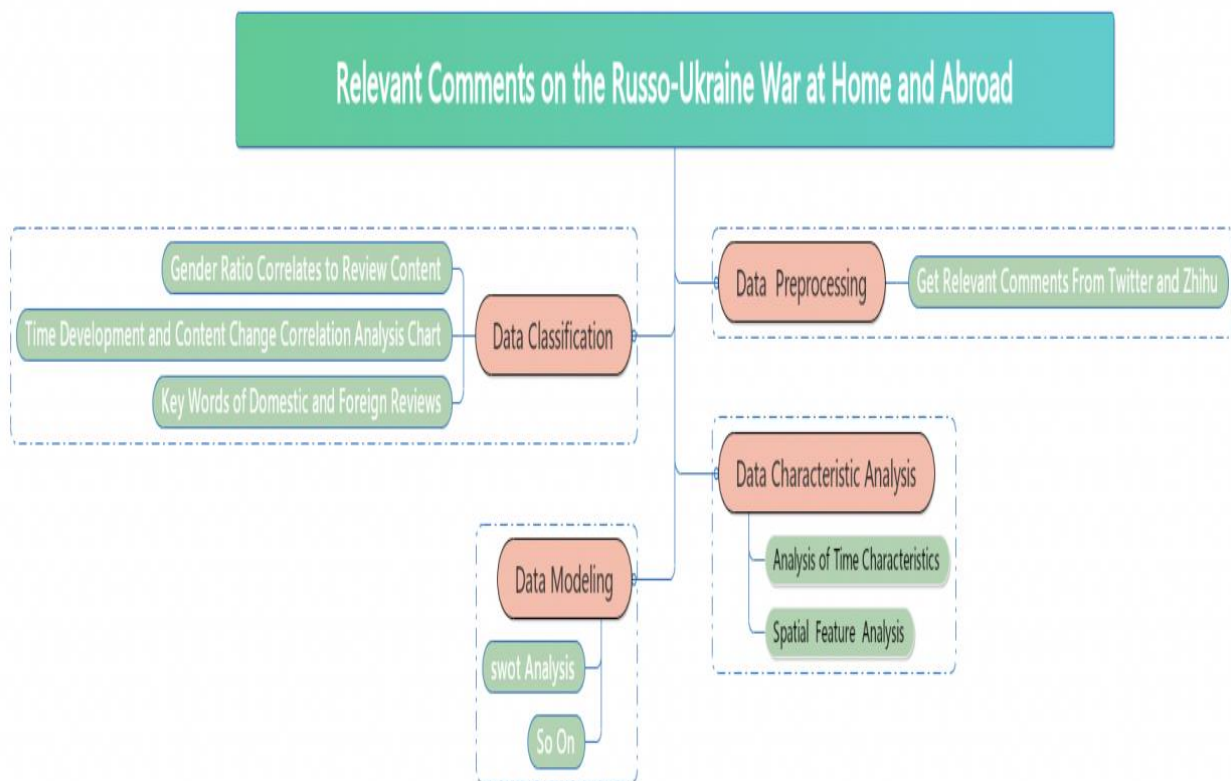 Relevant Comments on the Russo-Ukraine War at Home and Abroad
Gender Ratio Correlates to Review Content
Time Development and Content Change Correlation Analysis Chart
Key Words of Domestic and Foreign Reviews
Data Classification
Data Preprocessing
Get Relevant Comments From Twitter and Zhihu
Data Characteristic Analysis
Analysis of Time Characteristics
Spatial Feature Analysis
Data Modeling
swot Analysis
So On